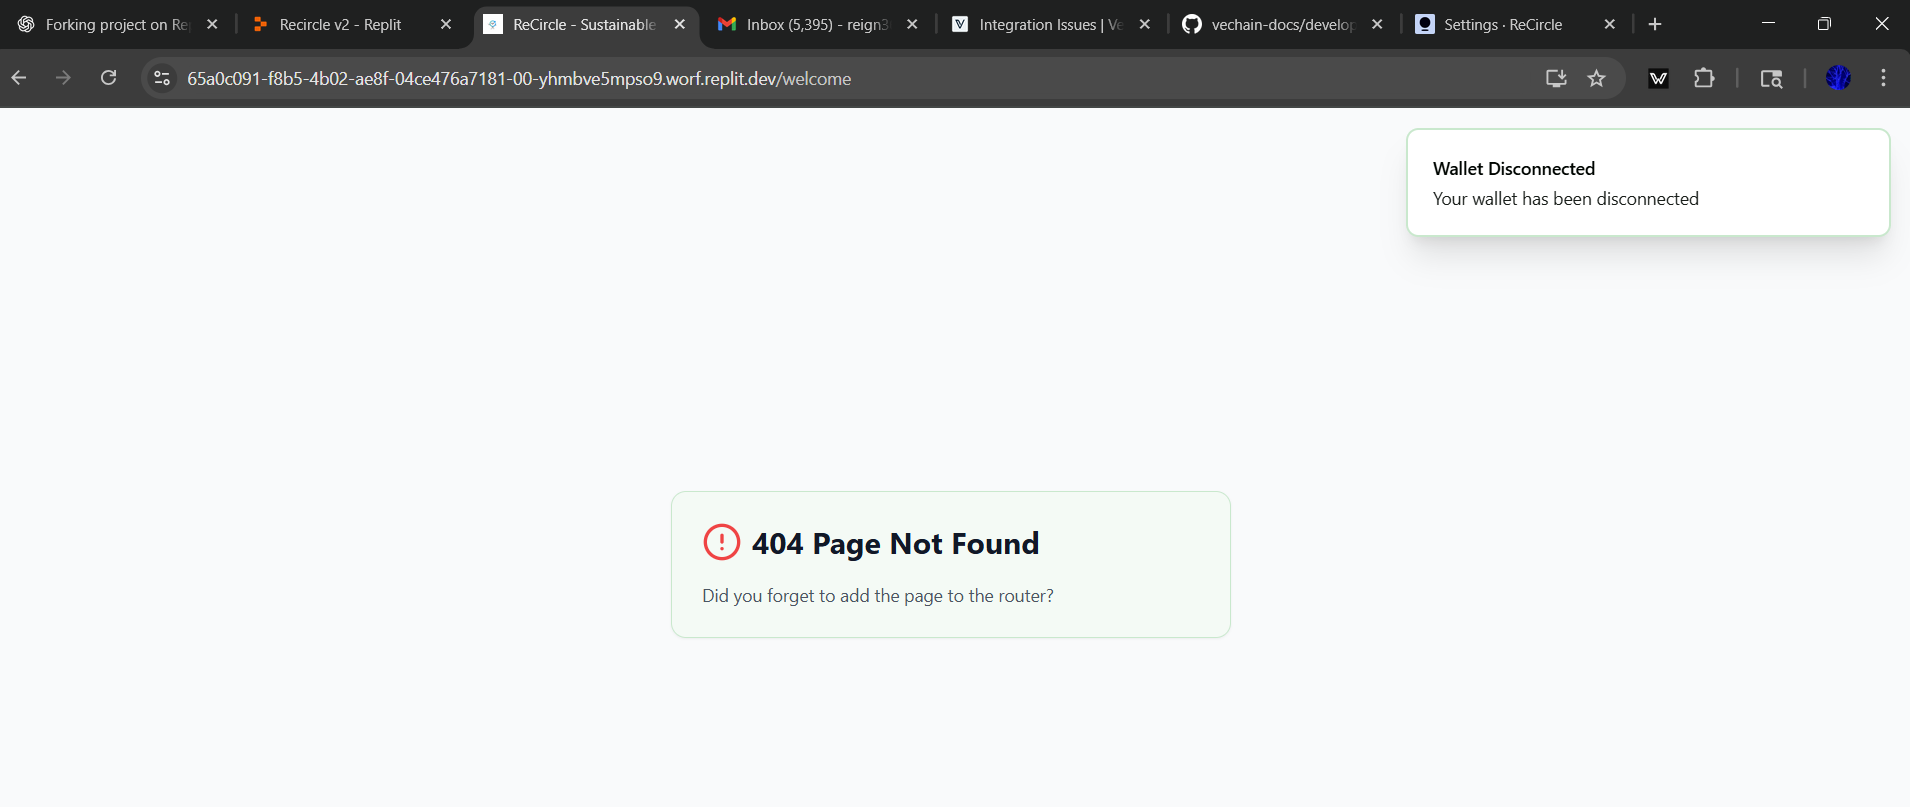 Forking project on Re
Recircle v2 - Replit
ReCircle - Sustainable
Inbox (5,395) - reign3
Integration Issues | Ve
vechain-docs/develop
Settings · ReCircle
65a0c091-f8b5-4b02-ae8f-04ce476a7181-00-yhmbve5mpso9.worf.replit.dev/welcome
Wallet Disconnected
Your wallet has been disconnected
404 Page Not Found
Did you forget to add the page to the router?